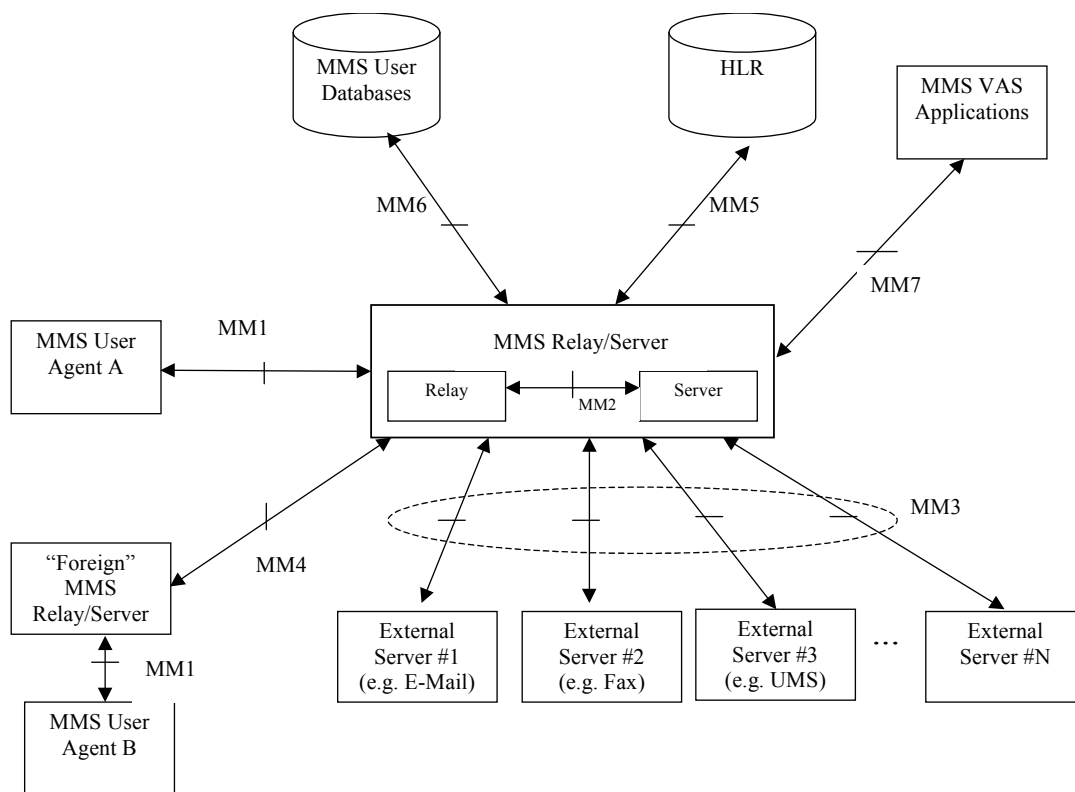 MMS User
Databases
HLR
MMS VAS
Applications
MM6
MM5
MM7
MM1
MMS User
Agent A
MMS Relay/Server
Relay
MM2
Server
MM3
MM4
“Foreign”
MMS
Relay/Server
MM1
MMS User
Agent B
External
Server #1
(e.g. E-Mail)
External
Server #2
(e.g. Fax)
External
Server #3
(e.g. UMS)
...
External
Server #N